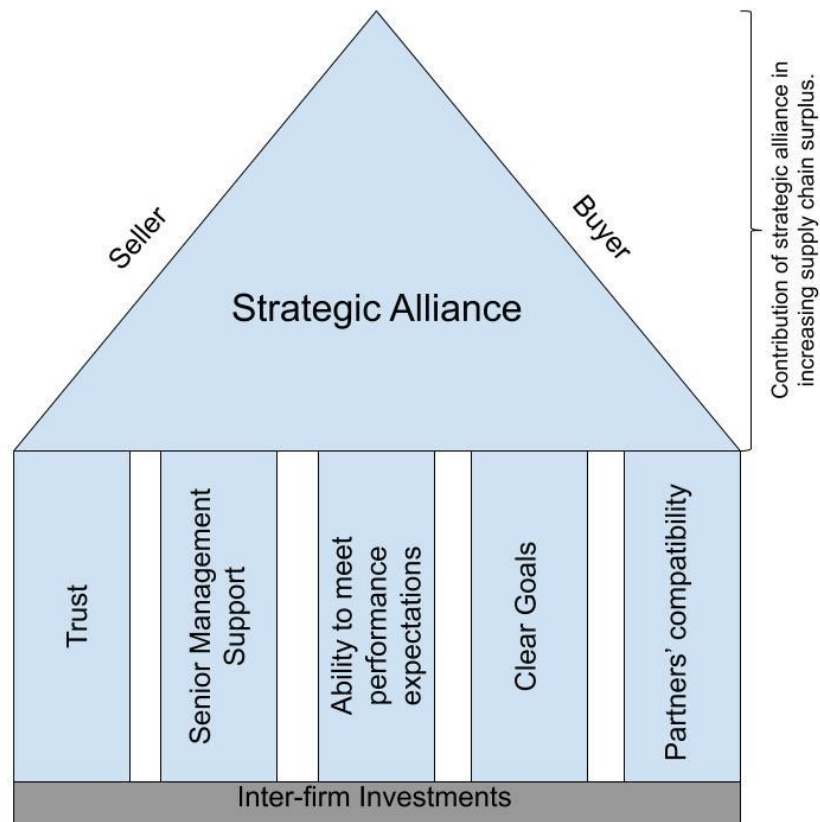 Seller
Buyer
Contribution of strategic alliance in
increasing supply chain surplus.
Strategic Alliance
Trust
Senior Management
Support
Ability to meet
performance
expectations
Clear Goals
Partners’ compatibility
Inter-firm Investments